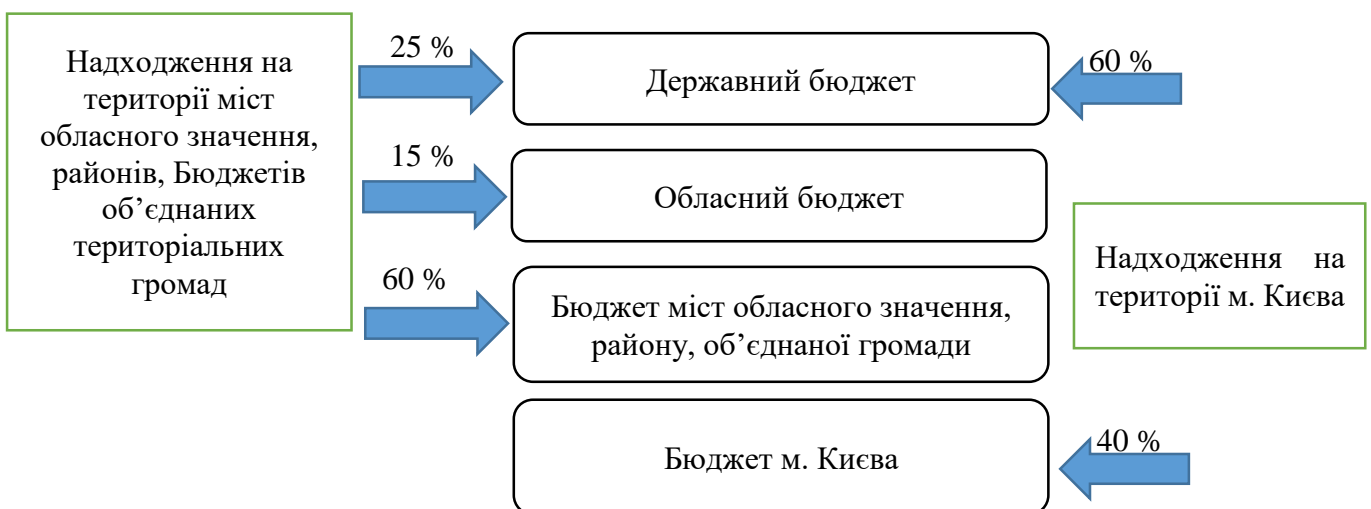 Надходження на
території міст
обласного значення,
районів, Бюджетів
об’єднаних
територіальних
громад
25 %
Державний бюджет
60 %
15 %
Обласний бюджет
60 %
Бюджет міст обласного значення,
району, об’єднаної громади
Надходження на
території м. Києва
Бюджет м. Києва
40 %